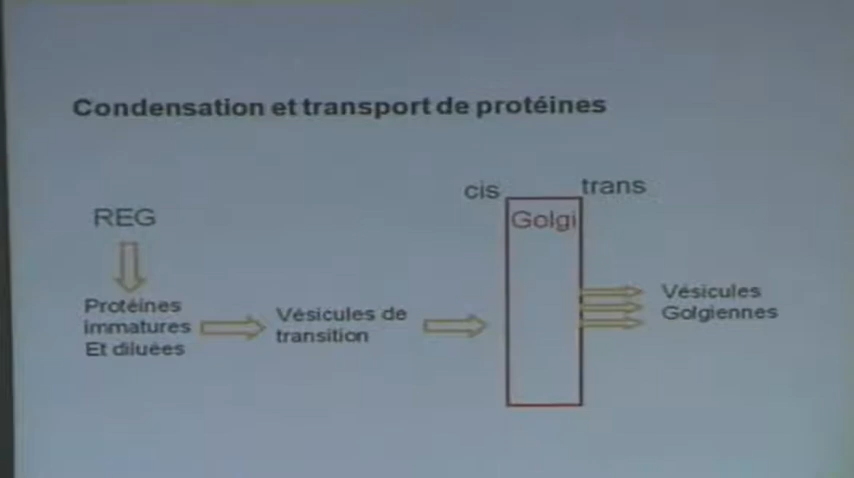 Condensation et transport de protéines
cis
trans
REG
Golgi
Protéines
immatures
Et diluées
Vésicules de
transition
Vésicules
Golgiennes